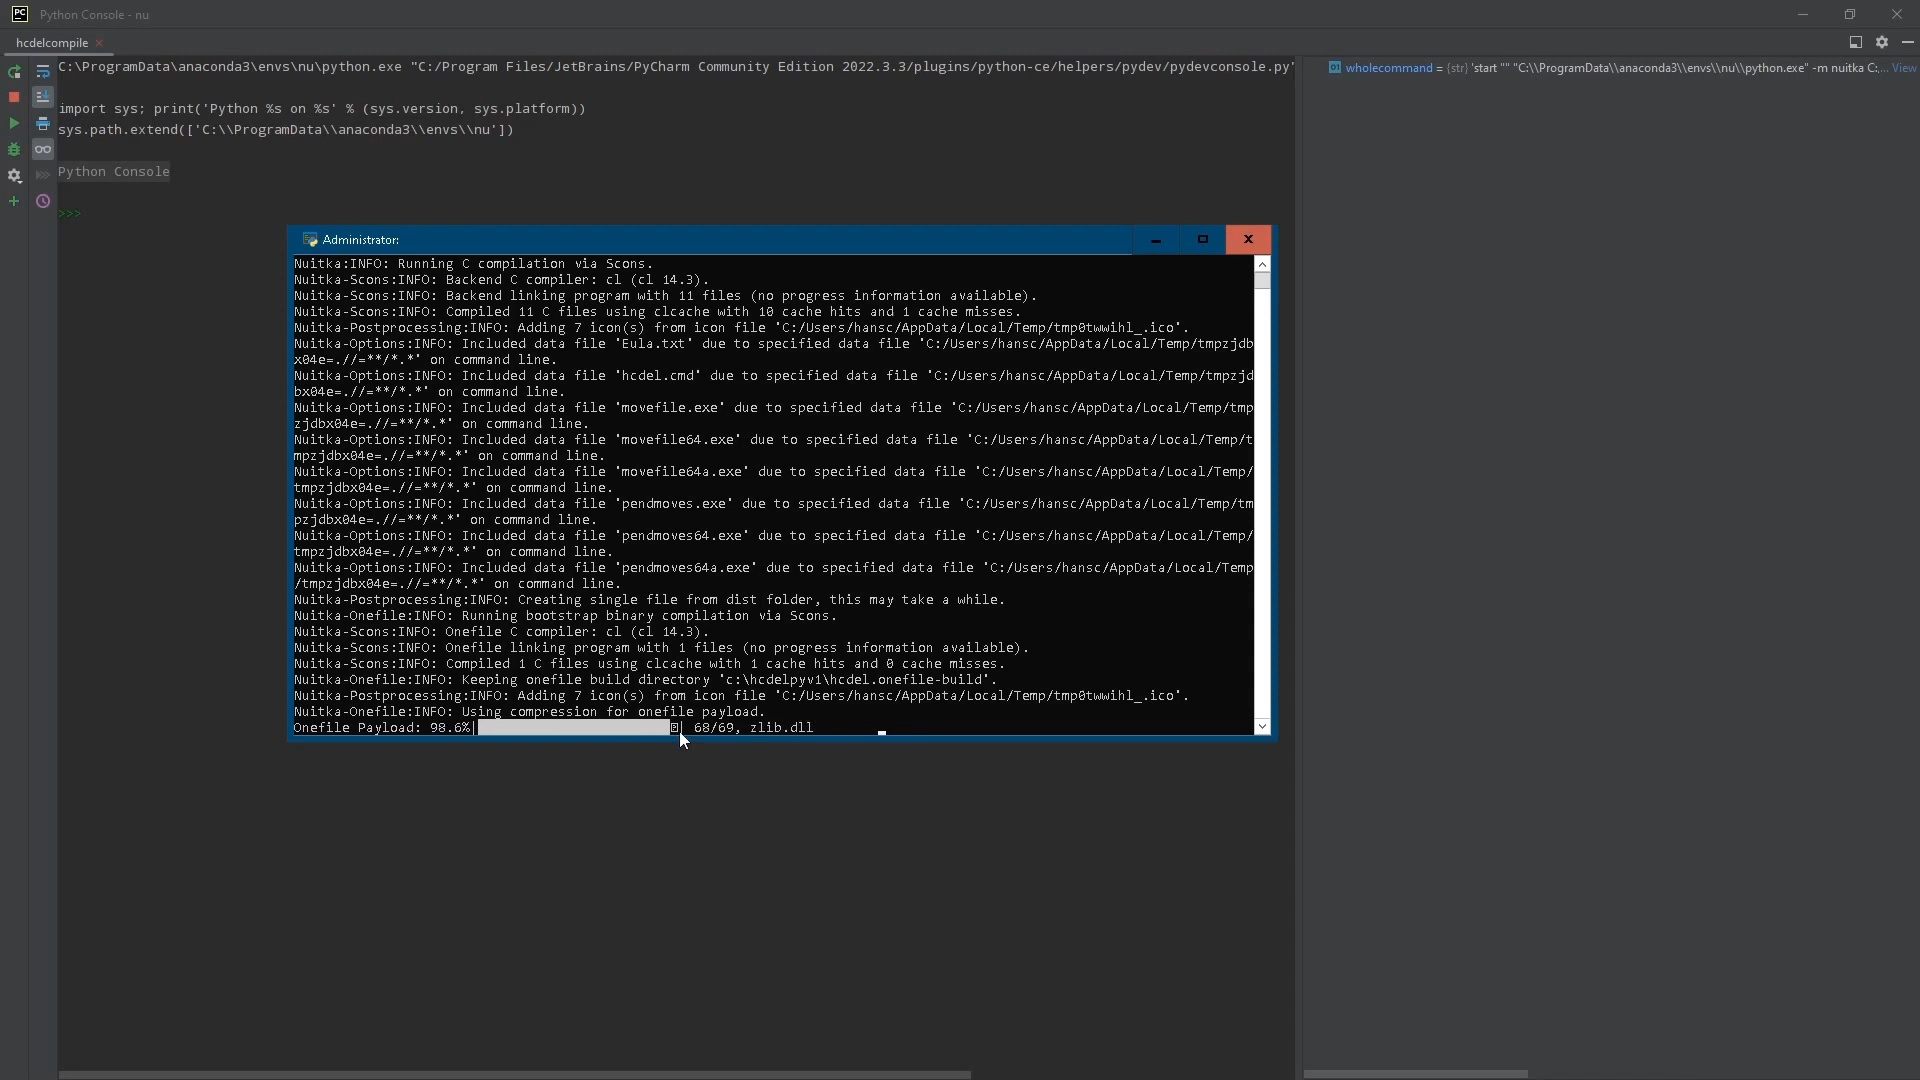 PC Python Console - nu
hcdelcompile
C:\ProgramData\anaconda3\envs\nu\python.exe "C:/Program Files/JetBrains/PyCharm Community Edition 2022.3.3/plugins/python-ce/helpers/pydev/pydevconsole.py"
01 wholecommand = {str} 'start "" "C:\\ProgramData\\anaconda3\\envs\\nu\\python.exe" -m nuitka C:,... View
import sys; print('Python %s on %s' % (sys.version, sys.platform))
sys.path.extend(['C:\\ProgramData\\anaconda3\\envs\\nu'])
Python Console
>>>
Administrator:
Nuitka:INFO: Running C compilation via Scons.
Nuitka-Scons:INFO: Backend C compiler: cl (cl 14.3).
Nuitka-Scons:INFO: Backend linking program with 11 files (no progress information available).
Nuitka-Scons:INFO: Compiled 11 C files using clcache with 10 cache hits and 1 cache misses.
Nuitka-Postprocessing:INFO: Adding 7 icon(s) from icon file 'C:/Users/hansc/AppData/Local/Temp/tmp0twwihl_.ico'.
Nuitka-Options:INFO: Included data file 'Eula.txt' due to specified data file 'C:/Users/hansc/AppData/Local/Temp/tmpzjdb
x04e=.//=**/*.*' on command line.
Nuitka-Options:INFO: Included data file 'hcdel.cmd' due to specified data file 'C:/Users/hansc/AppData/Local/Temp/tmpzjd
bx04e=.//=**/*.*' on command line.
Nuitka-Options:INFO: Included data file 'movefile.exe' due to specified data file 'C:/Users/hansc/AppData/Local/Temp/tmp
zjdbx04e=.//=**/*.*' on command line.
Nuitka-Options:INFO: Included data file 'movefile64.exe' due to specified data file 'C:/Users/hansc/AppData/Local/Temp/t
mpzjdbx04e=.//=**/*.*' on command line.
Nuitka-Options:INFO: Included data file 'movefile64a.exe' due to specified data file 'C:/Users/hansc/AppData/Local/Temp/
tmpzjdbx04e=.//=**/*.*' on command line.
Nuitka-Options:INFO: Included data file 'pendmoves.exe' due to specified data file 'C:/Users/hansc/AppData/Local/Temp/tm
pzjdbx04e=.//=**/*.*' on command line.
Nuitka-Options:INFO: Included data file 'pendmoves64.exe' due to specified data file 'C:/Users/hansc/AppData/Local/Temp/
tmpzjdbx04e=.//=**/*.*' on command line.
Nuitka-Options:INFO: Included data file 'pendmoves64a.exe' due to specified data file 'C:/Users/hansc/AppData/Local/Temp
/tmpzjdbx04e=.//=**/*.*' on command line.
Nuitka-Postprocessing:INFO: Creating single file from dist folder, this may take a while.
Nuitka-Onefile:INFO: Running bootstrap binary compilation via Scons.
Nuitka-Scons:INFO: Onefile C compiler: cl (cl 14.3).
Nuitka-Scons:INFO: Onefile linking program with 1 files (no progress information available).
Nuitka-Scons:INFO: Compiled 1 C files using clcache with 1 cache hits and 0 cache misses.
Nuitka-Onefile:INFO: Keeping onefile build directory 'c:\hcdelpyv1\hcdel.onefile-build'.
Nuitka-Postprocessing:INFO: Adding 7 icon(s) from icon file 'C:/Users/hansc/AppData/Local/Temp/tmp0twwihl_.ico'.
Nuitka-Onefile:INFO: Using compression for onefile payload.
Onefile Payload: 98.6%| | 68/69, zlib.dll